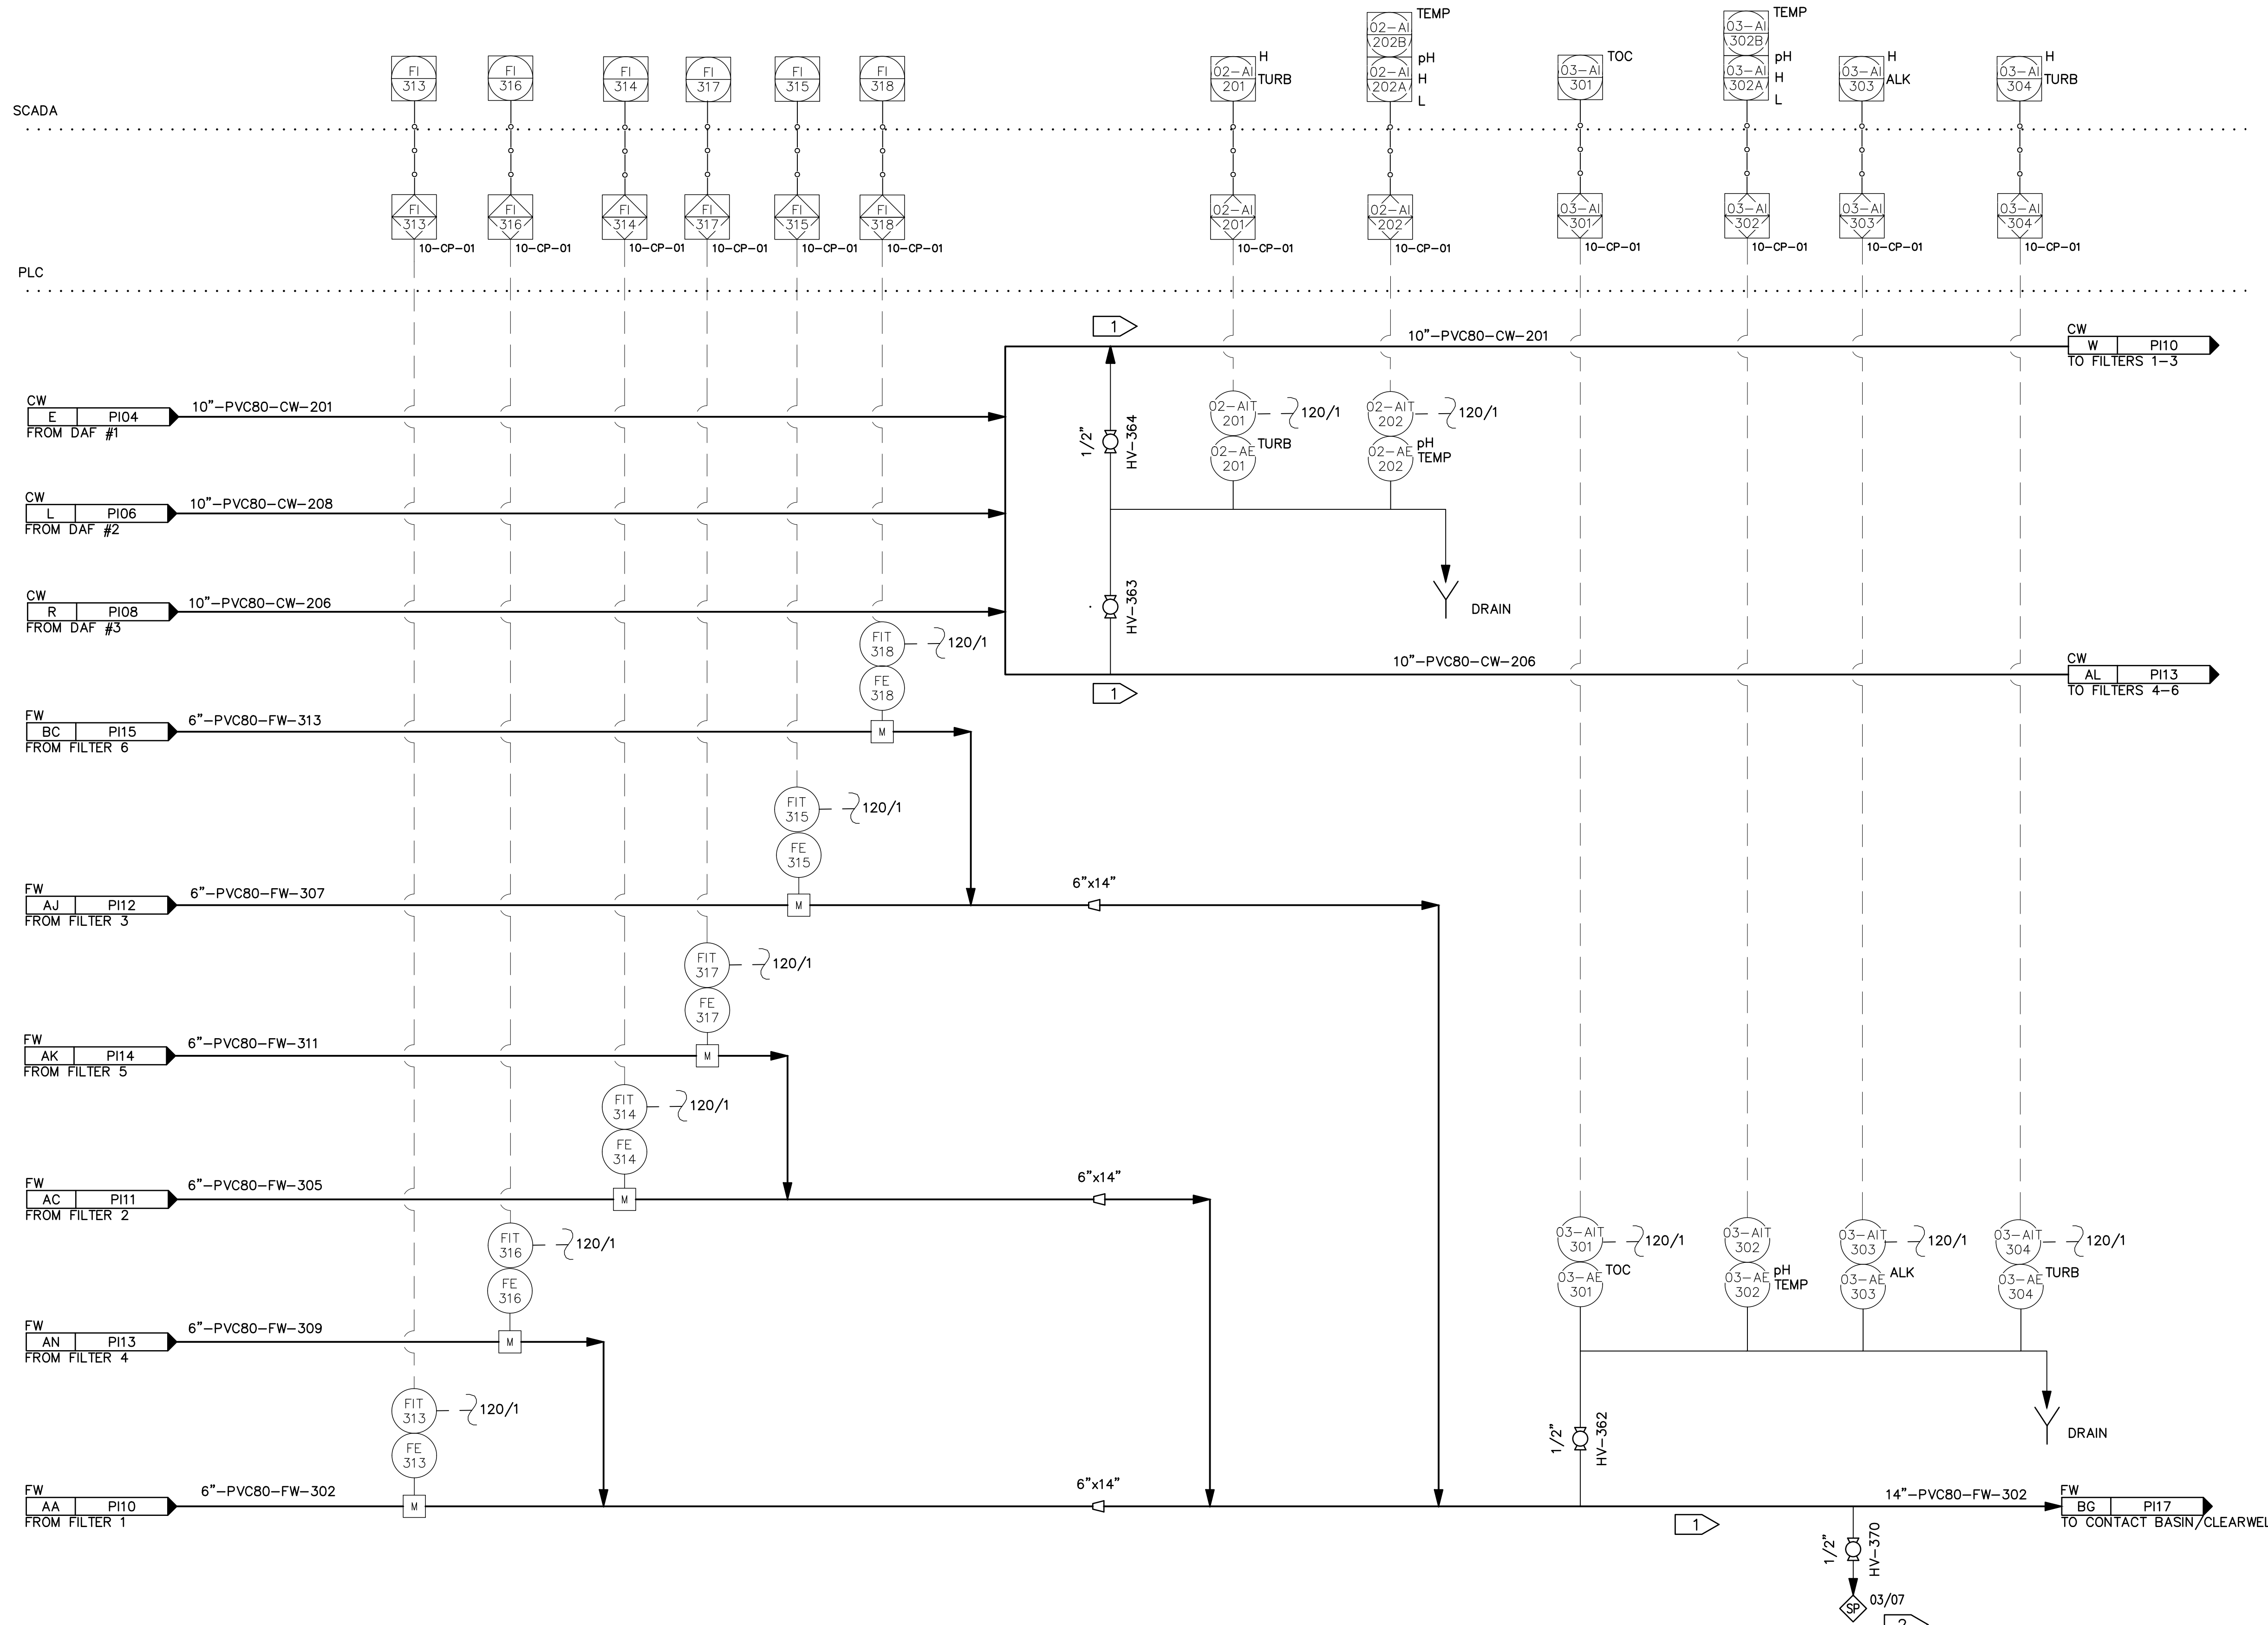 TEMP
TEMP
02-AI
202B
03-AI
302B
FI
313
FI
316
FI
314
FI
317
FI
315
FI
318
02-AI
201
H
TURB
02-AI
202A
pH
H
L
03-AI
301
TOC
03-AI
302A
pH
H
L
03-AI
303
H
ALK
03-AI
304
H
TURB
SCADA
FI
313
10-CP-01
FI
316
10-CP-01
FI
314
10-CP-01
FI
317
10-CP-01
FI
315
10-CP-01
FI
318
10-CP-01
02-AI
201
10-CP-01
02-AI
202
10-CP-01
03-AI
301
10-CP-01
03-AI
302
10-CP-01
03-AI
303
10-CP-01
03-AI
304
10-CP-01
PLC
1
10"-PVC80-CW-201
CW
W PI10
TO FILTERS 1-3
CW
E PI04
FROM DAF #1
10"-PVC80-CW-201
02-AIT
201
120/1
02-AE
201
TURB
02-AIT
202
120/1
02-AE
202
pH
TEMP
1/2"
HV-364
CW
L PI06
FROM DAF #2
10"-PVC80-CW-208
CW
R PI08
FROM DAF #3
10"-PVC80-CW-206
HV-363
DRAIN
FIT
318
120/1
FE
318
10"-PVC80-CW-206
1
CW
AL PI13
TO FILTERS 4-6
FW
BC PI15
FROM FILTER 6
6"-PVC80-FW-313
M
FIT
315
120/1
FE
315
FW
AJ PI12
FROM FILTER 3
6"-PVC80-FW-307
M
6"x14"
FIT
317
120/1
FE
317
FW
AK PI14
FROM FILTER 5
6"-PVC80-FW-311
M
FIT
314
120/1
FE
314
FW
AC PI11
FROM FILTER 2
6"-PVC80-FW-305
M
6"x14"
FIT
316
120/1
FE
316
03-AIT
301
120/1
03-AE
301
TOC
03-AIT
302
03-AE
302
pH
TEMP
03-AIT
303
120/1
03-AE
303
ALK
03-AIT
304
120/1
03-AE
304
TURB
FW
AN PI13
FROM FILTER 4
6"-PVC80-FW-309
M
FIT
313
120/1
FE
313
1/2"
HV-362
DRAIN
FW
AA PI10
FROM FILTER 1
6"-PVC80-FW-302
M
6"x14"
14"-PVC80-FW-302
1
FW
BG PI17
TO CONTACT BASIN/CLEARWEL
1/2"
HV-370
SP
03/07
2